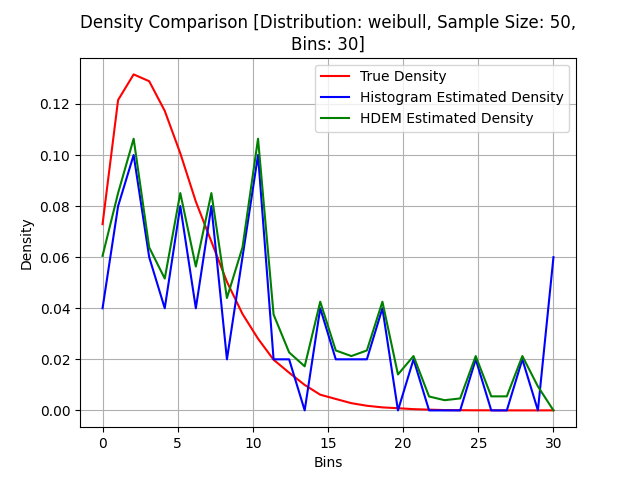 Density Comparison [Distribution: weibull, Sample Size: 50,
Bins: 30]
True Density
Histogram Estimated Density
HDEM Estimated Density
Density
0.12
0.10
0.08
0.06
0.04
0.02
0.00
0 5 10 15 20 25 30
Bins